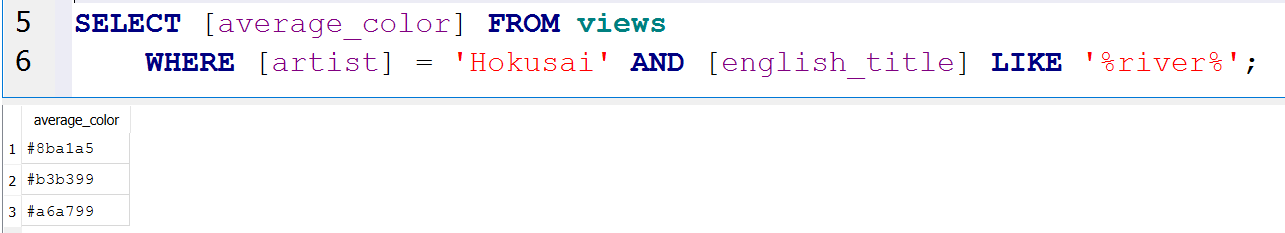 5 SELECT [average_color] FROM views
6 WHERE [artist] = 'Hokusai' AND [english_title] LIKE '%river%';
average_color
1 #8ba1a5
2 #b3b399
3 #a6a799